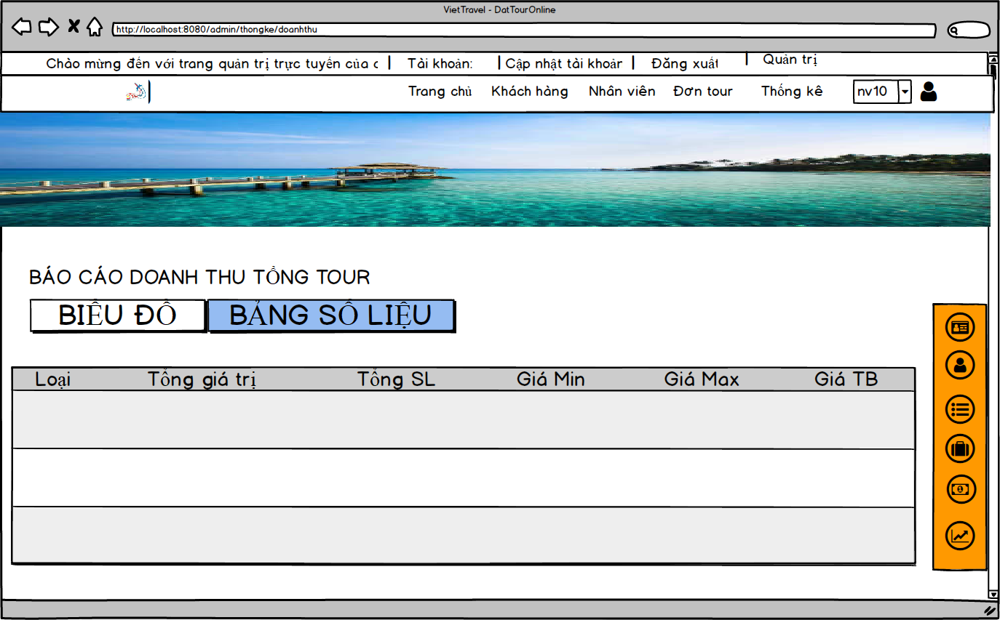 VietTravel - DatTourOnline
http://localhost:8080/admin/thongke/doanhthu
Chào mừng đến với trang quản trị trực tuyến của c | Tài khoản: | Cập nhật tài khoản | Đăng xuất | Quản trị
Trang chủ Khách hàng Nhân viên Đơn tour Thống kê nv10
BÁO CÁO DOANH THU TỔNG TOUR
BIỂU ĐỒ BẢNG SỐ LIỆU
Loại Tổng giá trị Tổng SL Giá Min Giá Max Giá TB